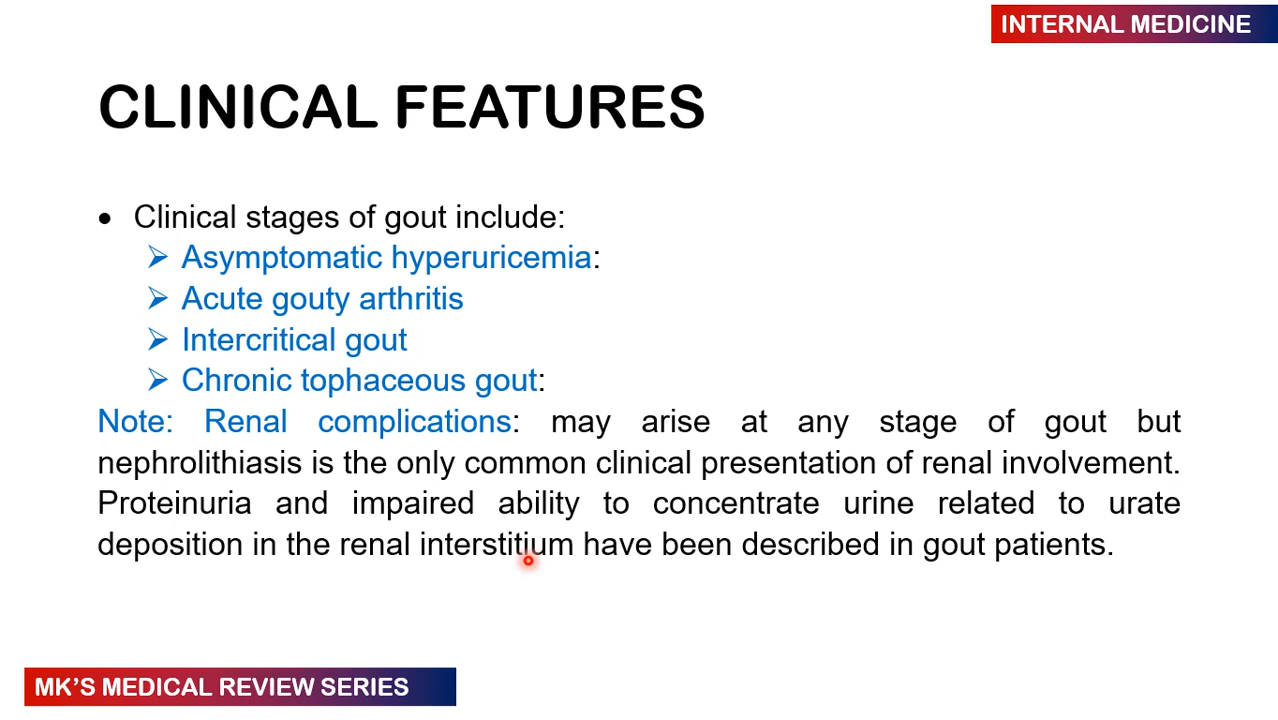 INTERNAL MEDICINE
CLINICAL FEATURES
• Clinical stages of gout include:
➢ Asymptomatic hyperuricemia:
➢ Acute gouty arthritis
➢ Intercritical gout
➢ Chronic tophaceous gout:
Note: Renal complications: may arise at any stage of gout but
nephrolithiasis is the only common clinical presentation of renal involvement.
Proteinuria and impaired ability to concentrate urine related to urate
deposition in the renal interstitium have been described in gout patients.
MK'S MEDICAL REVIEW SERIES